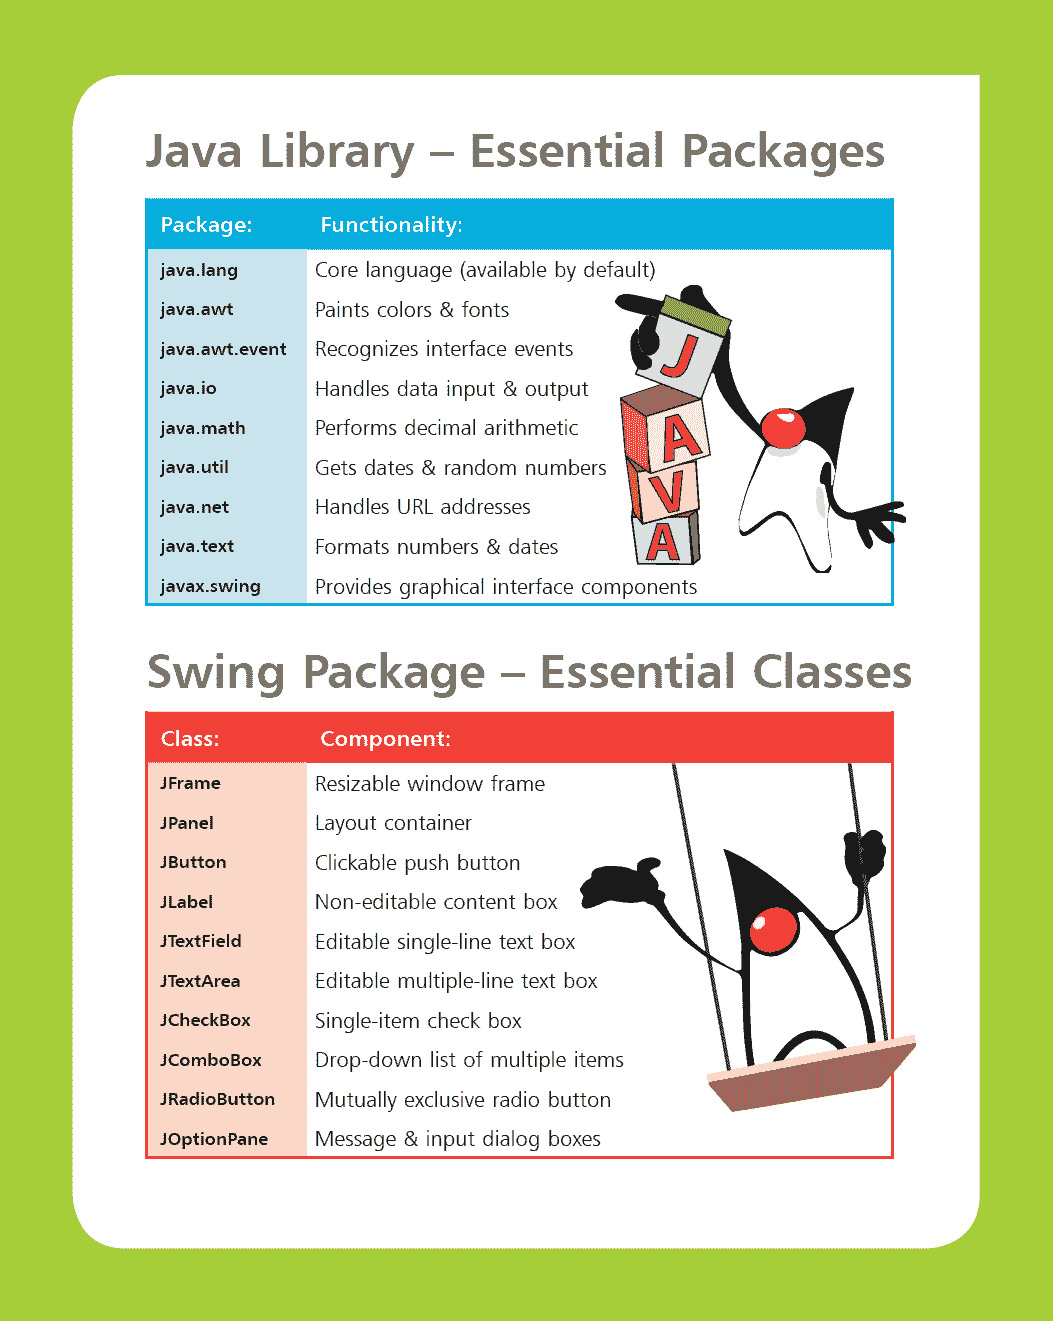 Java Library – Essential Packages
Package: Functionality:
java.lang Core language (available by default)
java.awt Paints colors & fonts
java.awt.event Recognizes interface events
java.io Handles data input & output
java.math Performs decimal arithmetic
java.util Gets dates & random numbers
java.net Handles URL addresses
java.text Formats numbers & dates
javax.swing Provides graphical interface components
J
A
V
A
Swing Package – Essential Classes
Class: Component:
JFrame Resizable window frame
JPanel Layout container
JButton Clickable push button
JLabel Non-editable content box
JTextField Editable single-line text box
JTextArea Editable multiple-line text box
JCheckBox Single-item check box
JComboBox Drop-down list of multiple items
JRadioButton Mutually exclusive radio button
JOptionPane Message & input dialog boxes